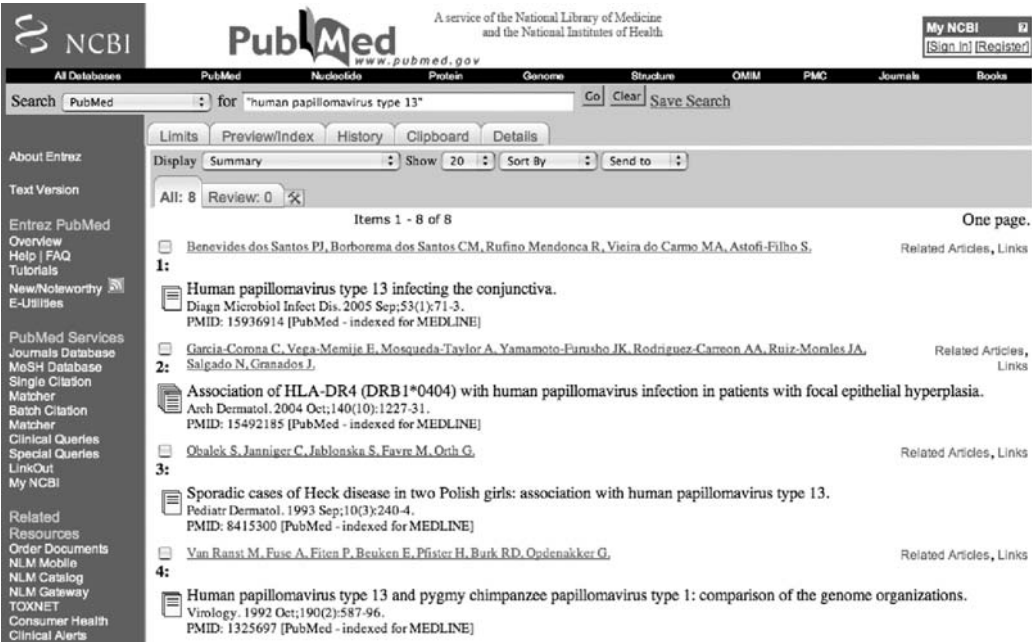 NCBI
PubMed
www.pubmed.gov
A service of the National Library of Medicine
and the National Institutes of Health
My NCBI
[Sign In] [Register]
All Databases PubMed Nucleotide Protein Genome Structure OMIM PMC Journals Books
Search PubMed for "human papillomavirus type 13" Go Clear Save Search
Limits Preview/Index History Clipboard Details
Display Summary Show 20 Sort By Send to
All: 8 Review: 0
Items 1 - 8 of 8 One page.
About Entrez
Text Version
Entrez PubMed
Overview
Help | FAQ
Tutorials
New/Noteworthy
E-Utilities
PubMed Services
Journals Database
MeSH Database
Single Citation
Matcher
Batch Citation
Matcher
Clinical Queries
Special Queries
LinkOut
My NCBI
Related
Resources
Order Documents
NLM Mobile
NLM Catalog
NLM Gateway
TOXNET
Consumer Health
Clinical Alerts
1: Benevides dos Santos PJ, Borborema dos Santos CM, Rufino Mendonca R, Vieira do Carmo MA, Astofi-Filho S. Related Articles, Links
Human papillomavirus type 13 infecting the conjunctiva.
Diagn Microbiol Infect Dis. 2005 Sep;53(1):71-3.
PMID: 15936914 [PubMed - indexed for MEDLINE]
2: Garcia-Corona C, Vega-Memije E, Mosqueda-Taylor A, Yamamoto-Furusho JK, Rodriguez-Carreon AA, Ruiz-Morales JA, Related Articles,
Salgado N, Granados J. Links
Association of HLA-DR4 (DRB1*0404) with human papillomavirus infection in patients with focal epithelial hyperplasia.
Arch Dermatol. 2004 Oct;140(10):1227-31.
PMID: 15492185 [PubMed - indexed for MEDLINE]
3: Obalek S, Janniger C, Jablonska S, Favre M, Orth G. Related Articles, Links
Sporadic cases of Heck disease in two Polish girls: association with human papillomavirus type 13.
Pediatr Dermatol. 1993 Sep;10(3):240-4.
PMID: 8415300 [PubMed - indexed for MEDLINE]
4: Van Ranst M, Fuse A, Fiten P, Beuken E, Pfister H, Burk RD, Opdenakker G. Related Articles, Links
Human papillomavirus type 13 and pygmy chimpanzee papillomavirus type 1: comparison of the genome organizations.
Virology. 1992 Oct;190(2):587-96.
PMID: 1325697 [PubMed - indexed for MEDLINE]